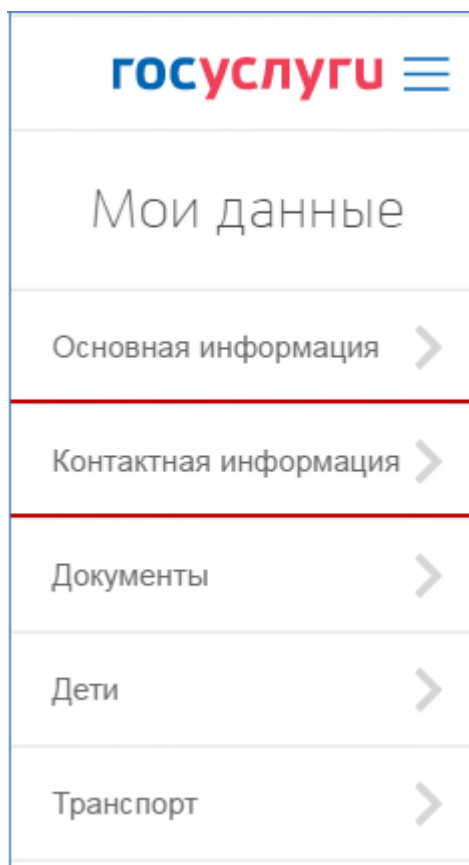 госуслуги
Мои данные
Основная информация
Контактная информация
Документы
Дети
Транспорт